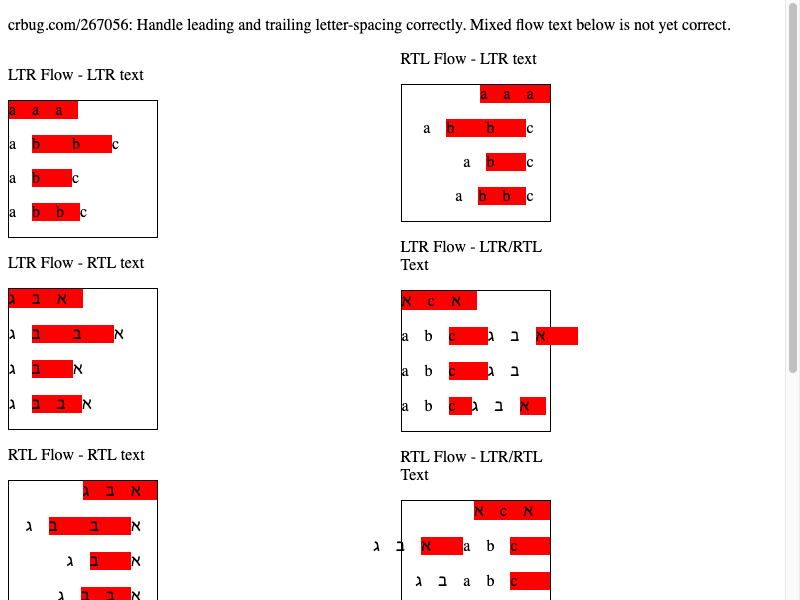 crbug.com/267056: Handle leading and trailing letter-spacing correctly. Mixed flow text below is not yet correct.
LTR Flow - LTR text
a a a
a b b c
a b c
a b b c
LTR Flow - RTL text
א ב ג
א ב ב ג
א ב ג
א ב ב ג
RTL Flow - RTL text
א ב ג
א ב ב ג
א ב ג
א ב ב ג
RTL Flow - LTR text
a a a
a b b c
a b c
a b b c
LTR Flow - LTR/RTL
Text
א c א
a b c א ב ג
a b c ב ג
a b c א ב ג
RTL Flow - LTR/RTL
Text
א c א
a b c א ב ג
a b c ב ג